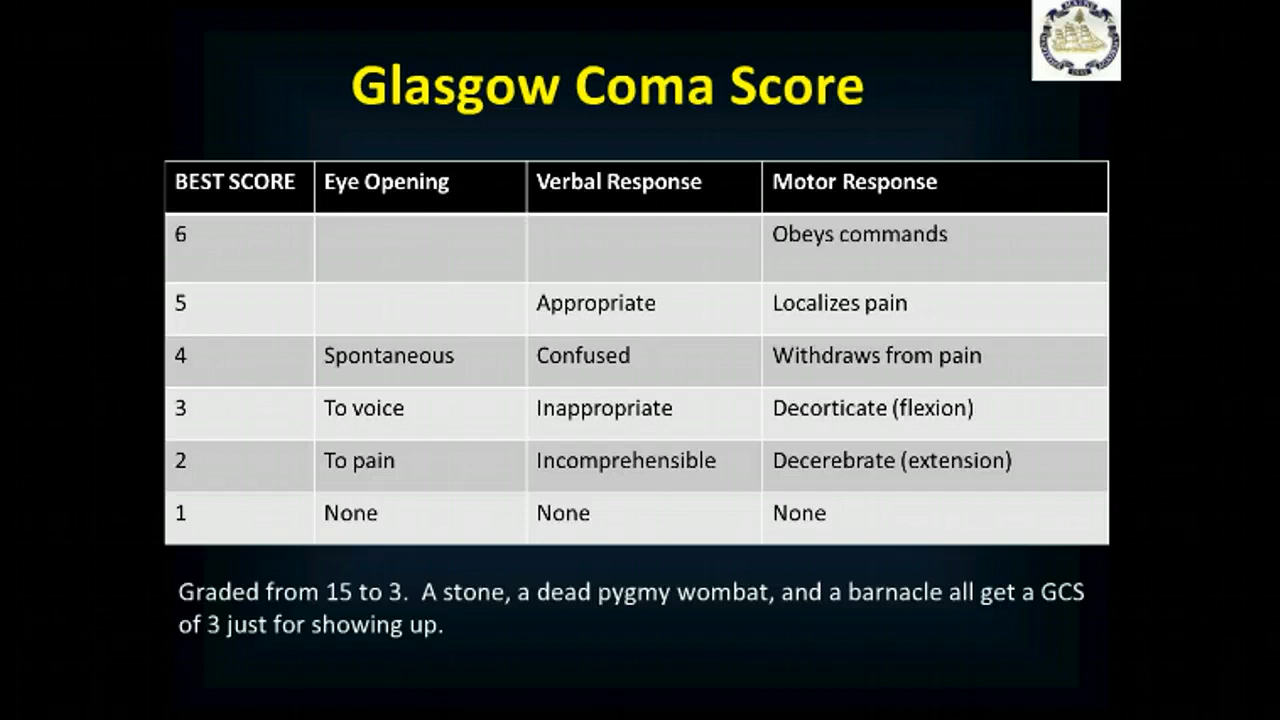 Glasgow Coma Score
BEST SCORE Eye Opening Verbal Response Motor Response
6 Obeys commands
5 Appropriate Localizes pain
4 Spontaneous Confused Withdraws from pain
3 To voice Inappropriate Decorticate (flexion)
2 To pain Incomprehensible Decerebrate (extension)
1 None None None
Graded from 15 to 3. A stone, a dead pygmy wombat, and a barnacle all get a GCS
of 3 just for showing up.